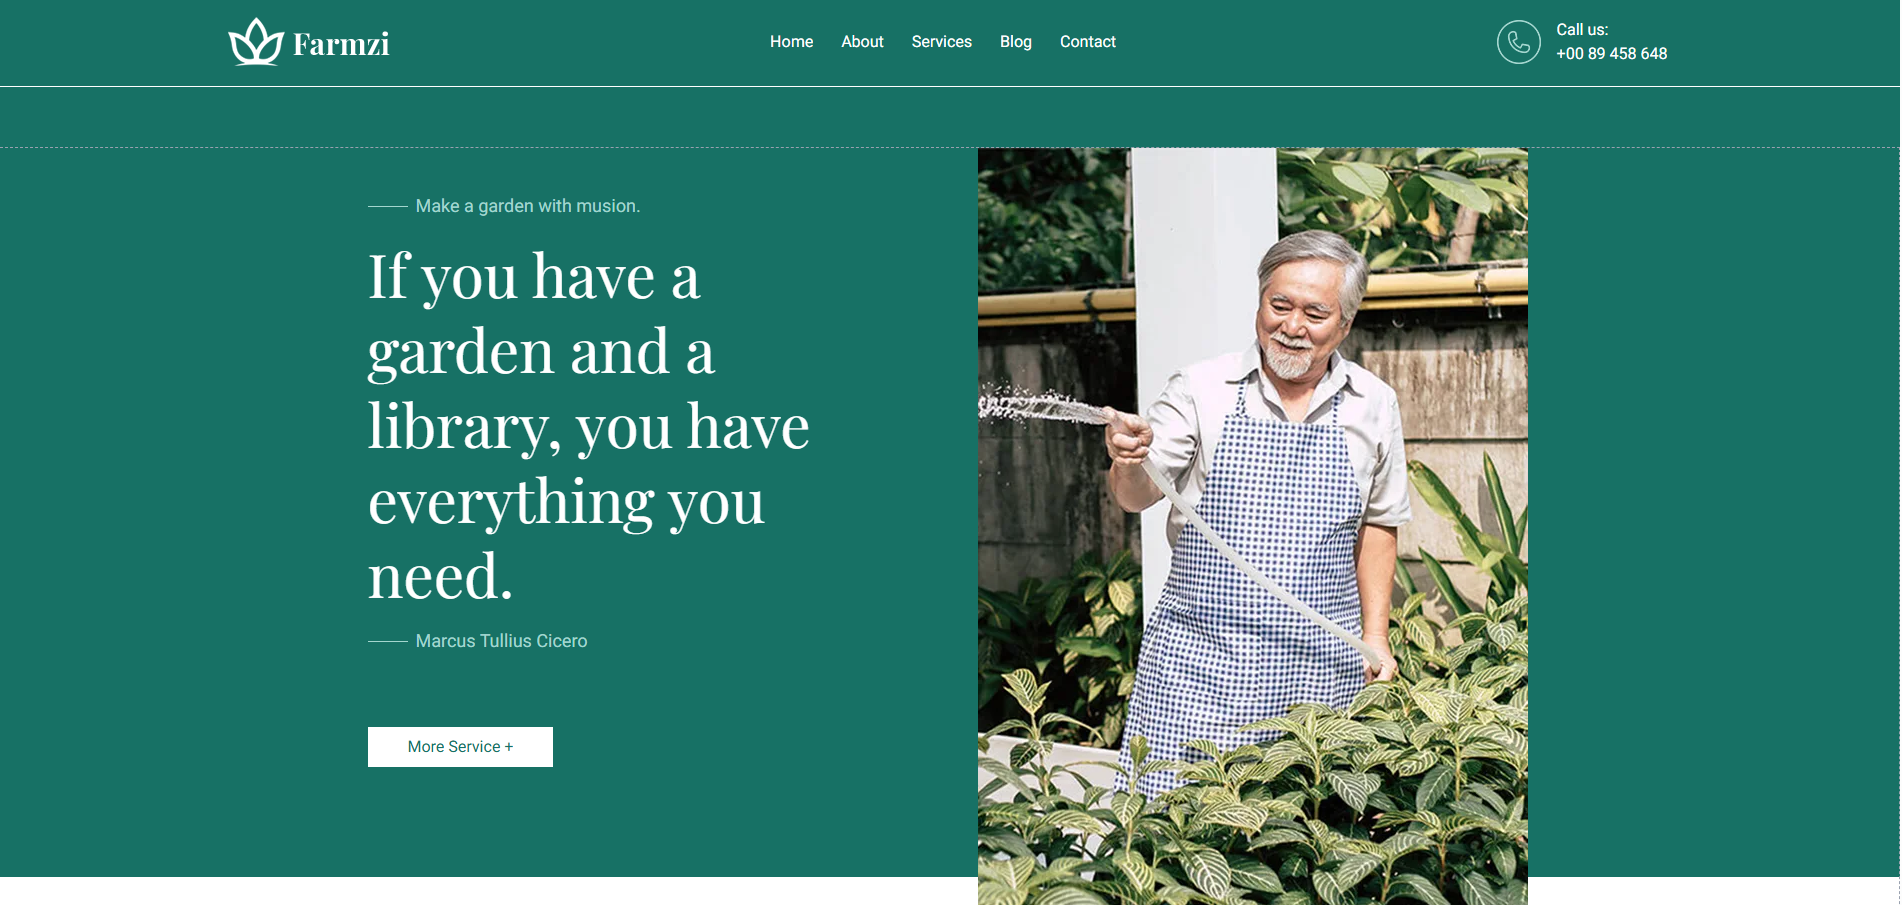 Farmzi
Home About Services Blog Contact
Call us:
+00 89 458 648
Make a garden with musion.
If you have a
garden and a
library, you have
everything you
need.
Marcus Tullius Cicero
More Service +